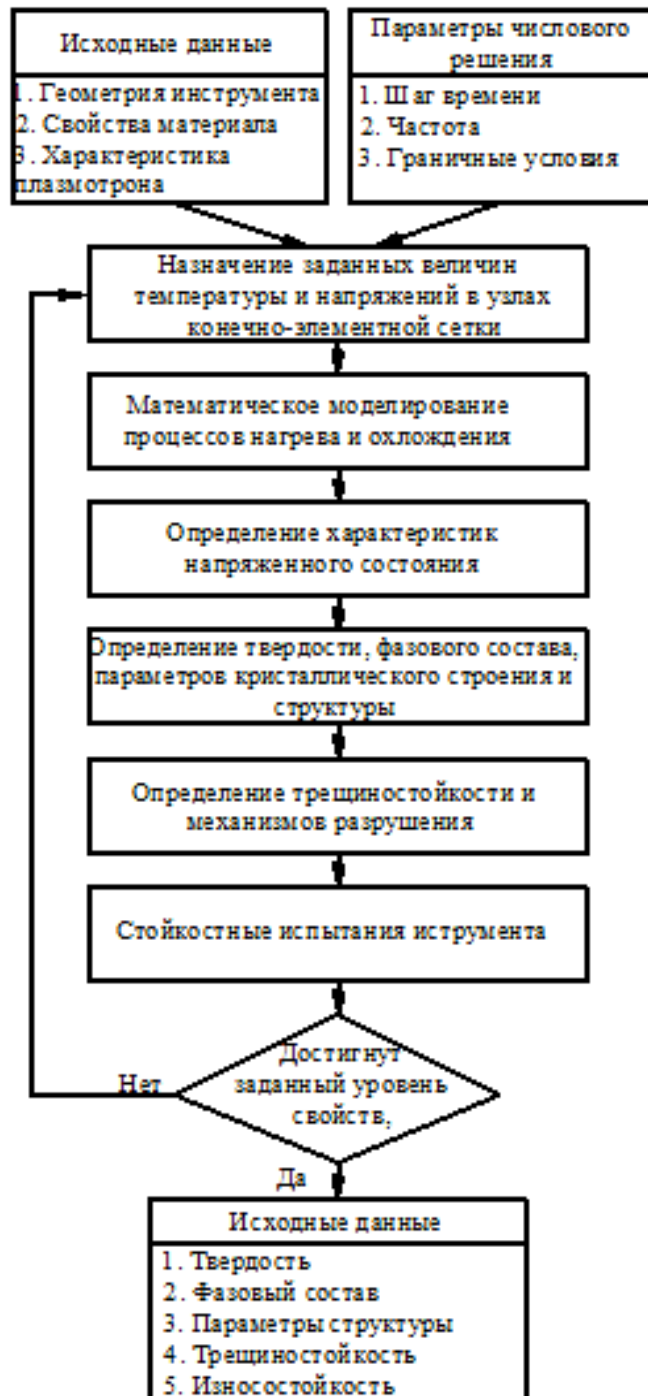 Исходные данные
1. Геометрия инструмента
2. Свойства материала
3. Характеристика
плазмотрона
Параметры числового
решения
1. Шаг времени
2. Частота
3. Граничные условия
Назначение заданных величин
температуры и напряжений в узлах
конечно-элементной сетки
Математическое моделирование
процессов нагрева и охлождения
Определение характеристик
напряженного состояния
Определение твердости, фазового состава,
параметров кристаллического строения и
структуры
Определение трещиностойкости и
механизмов разрушения
Стойкостные испытания иструмента
Достигнут
заданный уровень
свойств,
Нет
Да
Исходные данные
1. Твердость
2. Фазовый состав
3. Параметры структуры
4. Трещиностойкость
5. Износостойкость